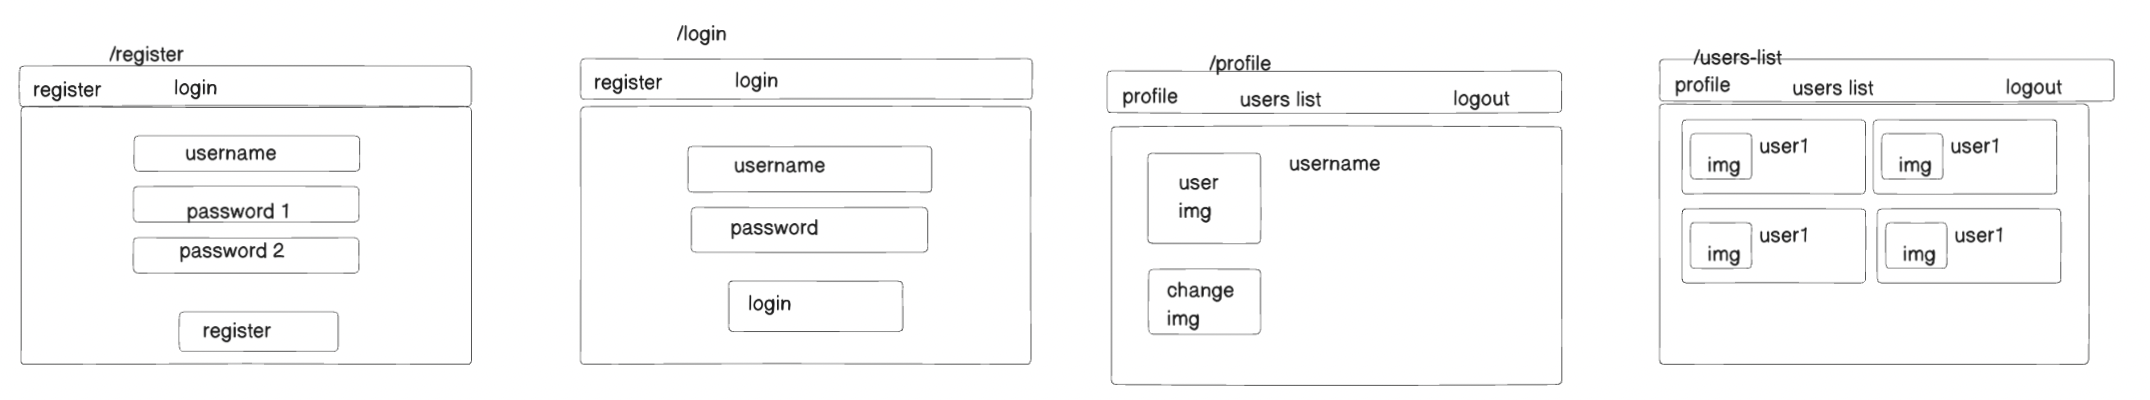 /register
register login
username
password 1
password 2
register
/login
register login
username
password
login
/profile
profile users list logout
user
img
username
change
img
/users-list
profile users list logout
img user1
img user1
img user1
img user1